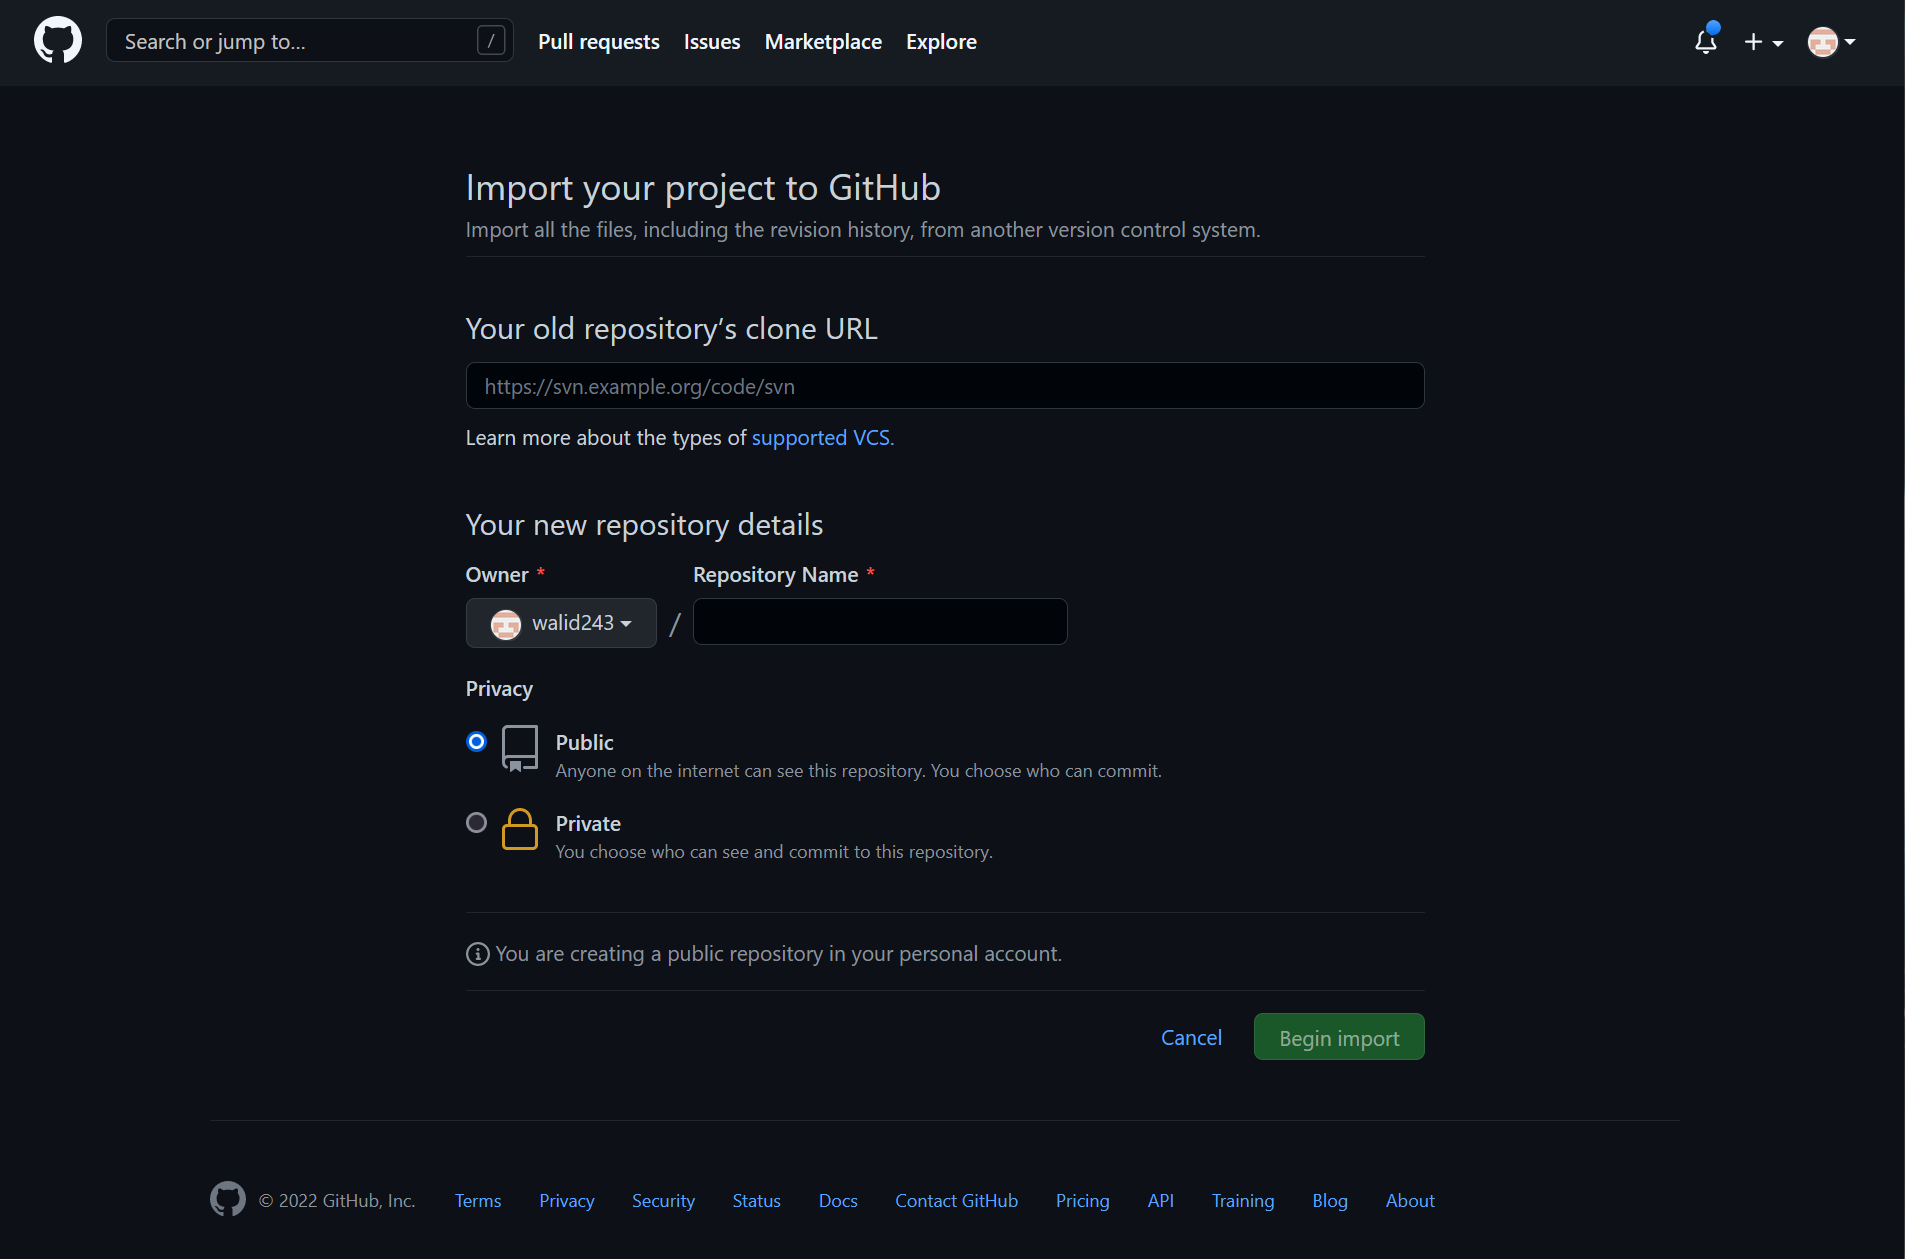 Search or jump to... /
Pull requests Issues Marketplace Explore
Import your project to GitHub
Import all the files, including the revision history, from another version control system.
Your old repository’s clone URL
https://svn.example.org/code/svn
Learn more about the types of supported VCS.
Your new repository details
Owner * Repository Name *
walid243 /
Privacy
Public
Anyone on the internet can see this repository. You choose who can commit.
Private
You choose who can see and commit to this repository.
You are creating a public repository in your personal account.
Cancel Begin import
© 2022 GitHub, Inc. Terms Privacy Security Status Docs Contact GitHub Pricing API Training Blog About